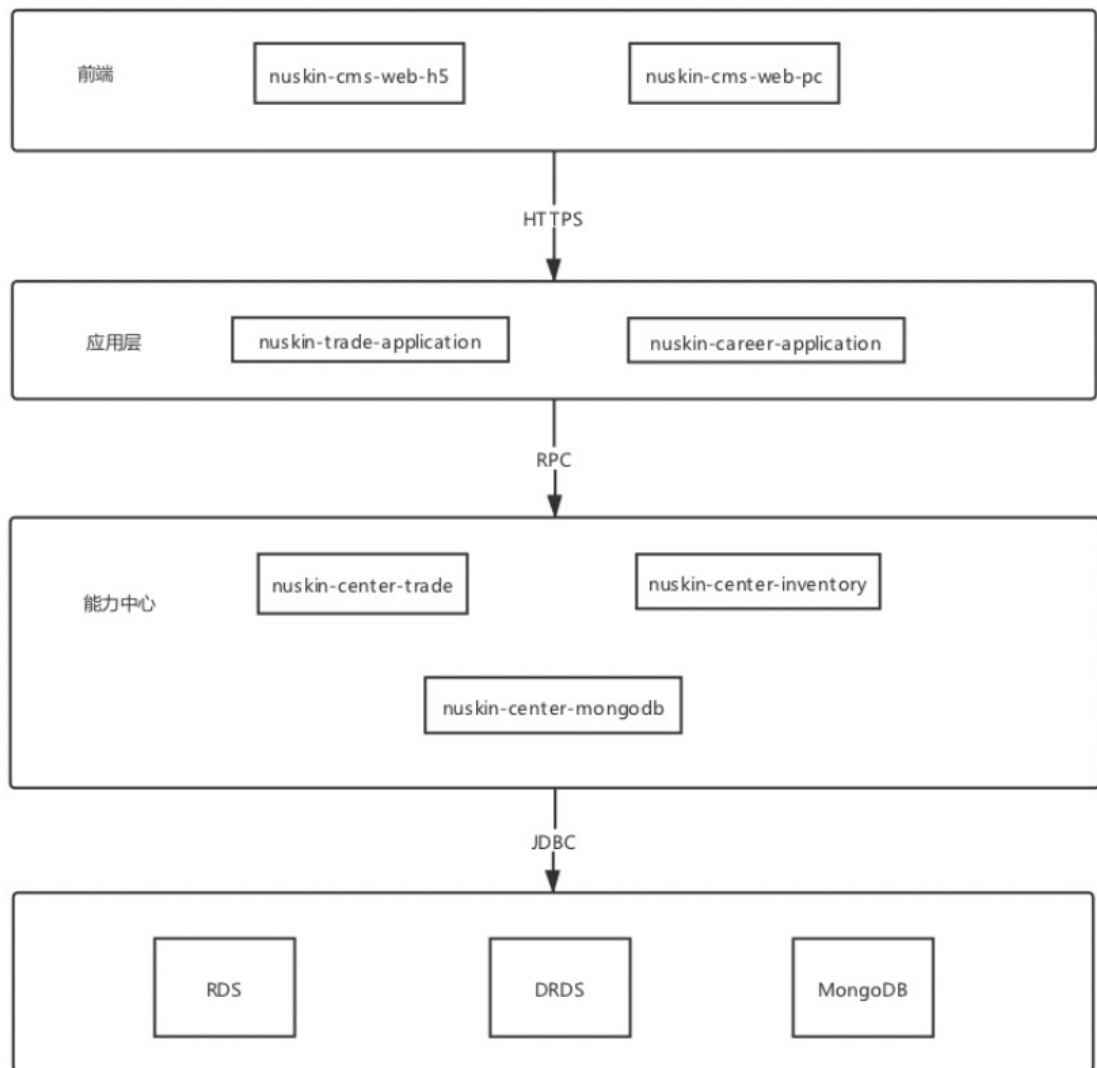 前端
nuskin-cms-web-h5
nuskin-cms-web-pc
HTTPS
应用层
nuskin-trade-application
nuskin-career-application
RPC
能力中心
nuskin-center-trade
nuskin-center-inventory
nuskin-center-mongodb
JDBC
RDS
DRDS
MongoDB